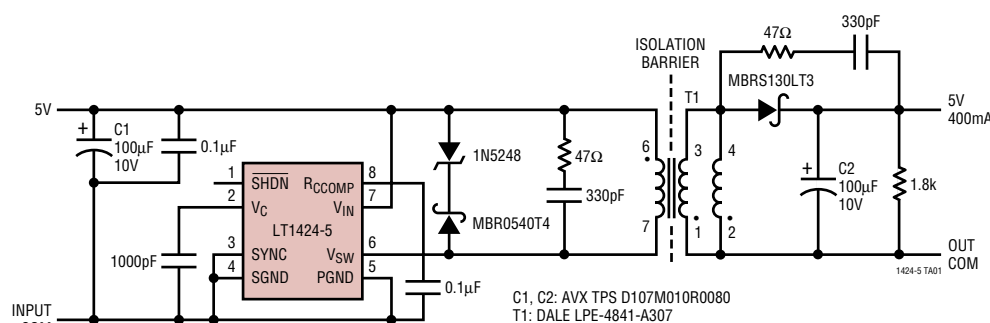 47Ω
330pF
ISOLATION
BARRIER
MBRS130LT3
T1
5V
5V
400mA
+
C1
100µF
10V
0.1µF
1N5248
47Ω
6
3
4
+
C2
100µF
10V
1.8k
1
SHDN
RCCOMP
8
2
VC
VIN
7
330pF
MBR0540T4
LT1424-5
7
1
2
3
SYNC
VSW
6
1000pF
4
SGND
PGND
5
OUT
COM
1424-5 TA01
0.1µF
C1, C2: AVX TPS D107M010R0080
T1: DALE LPE-4841-A307
INPUT
COM